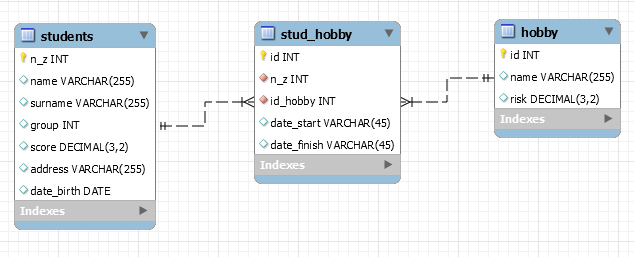 students
n_z INT
name VARCHAR(255)
surname VARCHAR(255)
group INT
score DECIMAL(3,2)
address VARCHAR(255)
date_birth DATE
Indexes
stud_hobby
id INT
n_z INT
id_hobby INT
date_start VARCHAR(45)
date_finish VARCHAR(45)
Indexes
hobby
id INT
name VARCHAR(255)
risk DECIMAL(3,2)
Indexes